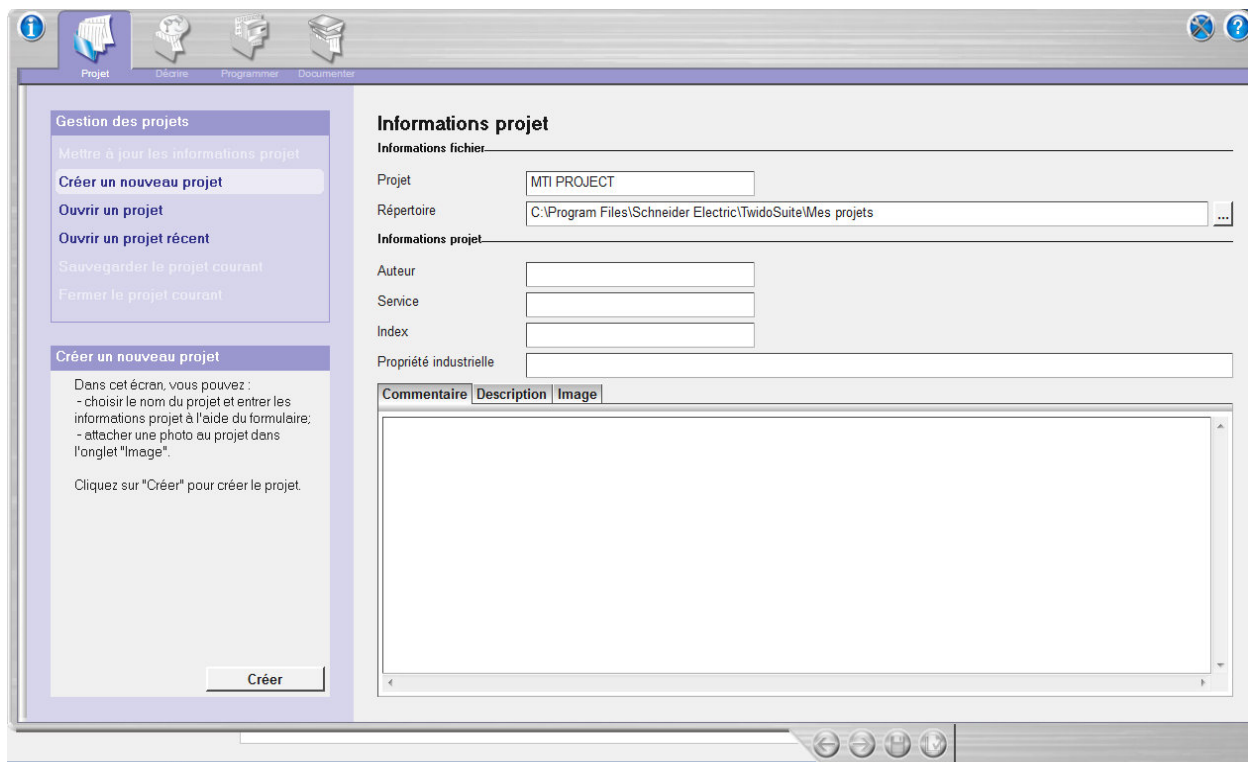 Projet
Décrire
Programmer
Documenter
Gestion des projets
Mettre à jour les informations projet
Créer un nouveau projet
Ouvrir un projet
Ouvrir un projet récent
Sauvegarder le projet courant
Fermer le projet courant
Créer un nouveau projet
Dans cet écran, vous pouvez :
- choisir le nom du projet et entrer les
informations projet à l'aide du formulaire;
- attacher une photo au projet dans
l'onglet "Image".
Cliquez sur "Créer" pour créer le projet.
Créer
Informations projet
Informations fichier
Projet MTI PROJECT
Répertoire C:\Program Files\Schneider Electric\TwidoSuite\Mes projets ...
Informations projet
Auteur
Service
Index
Propriété industrielle
Commentaire Description Image